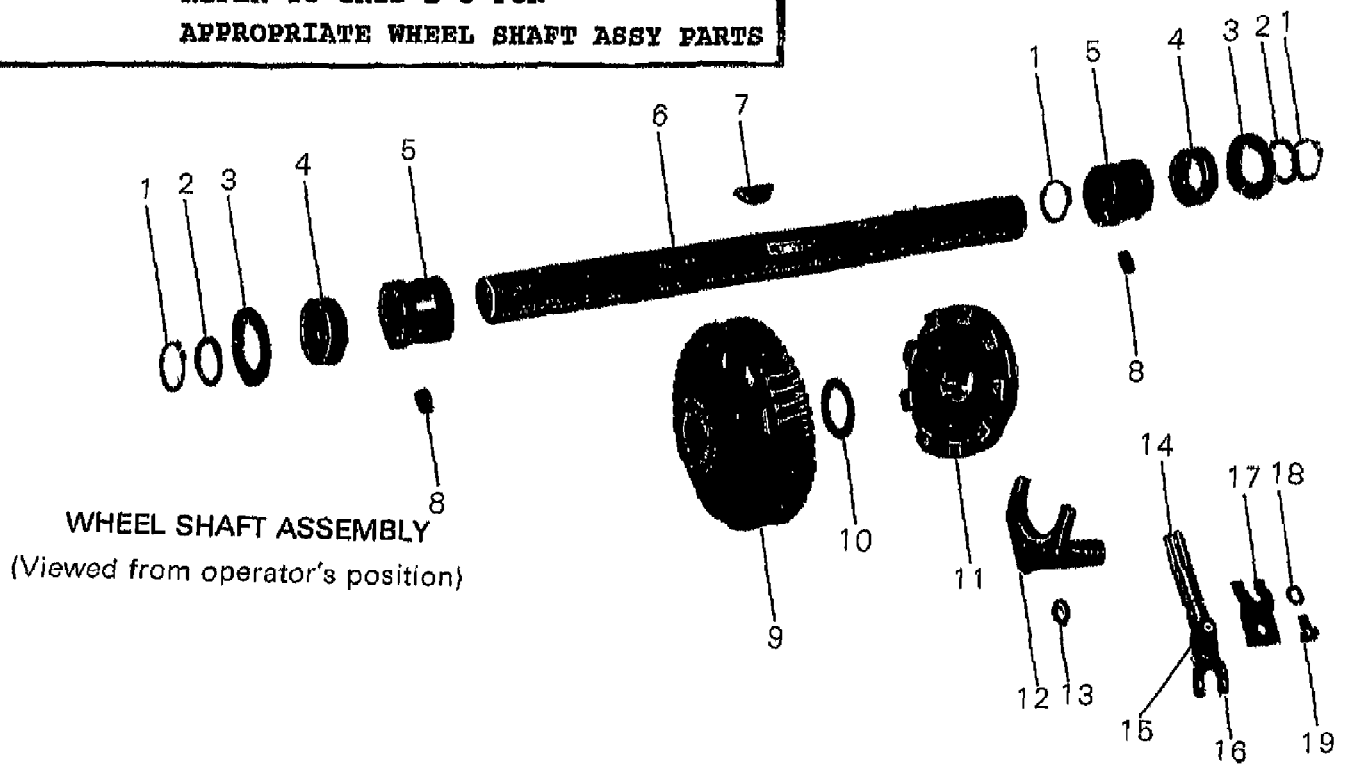 APPROPRIATE WHEEL SHAFT ASSY PARTS
1 2 3 4 5 6 7 1 5 4 3 2 1
8
8
WHEEL SHAFT ASSEMBLY
(Viewed from operator's position)
9 10 11 12 13 14 15 16 17 18 19